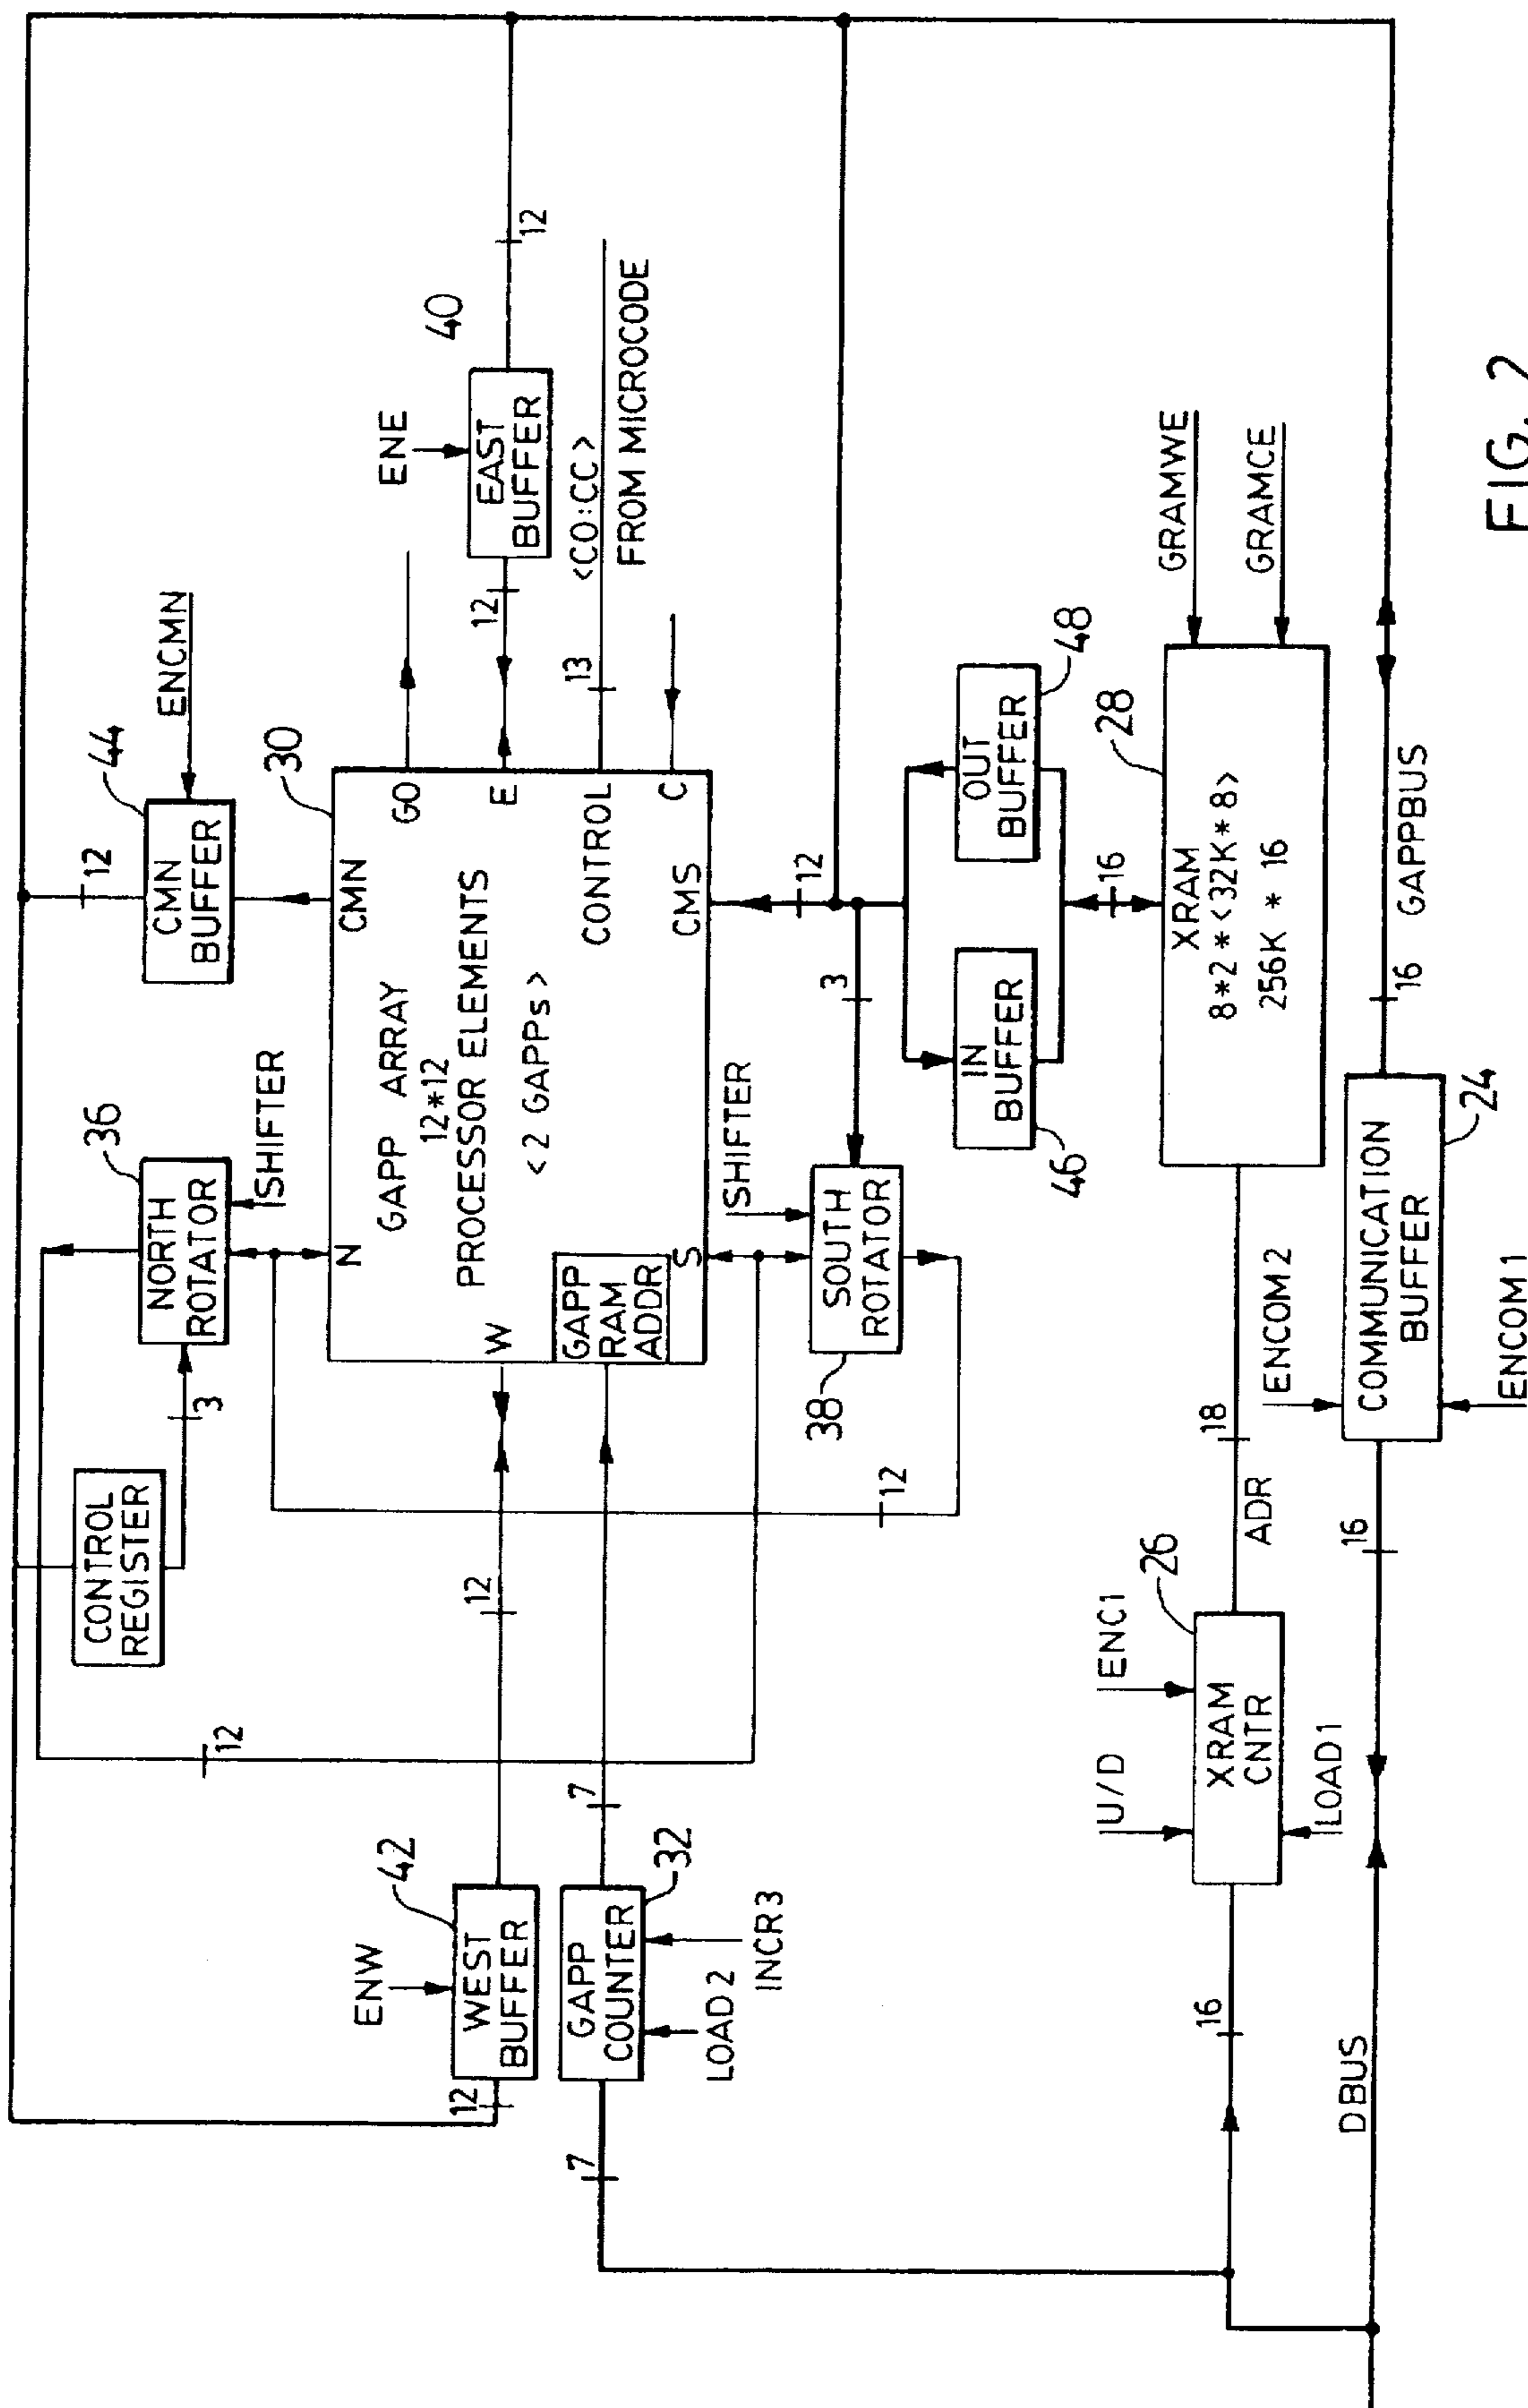 CONTROL
REGISTER
3
36
NORTH
ROTATOR
SHIFTER
12
44
CMN
BUFFER
12
ENCMN
ENW
42
WEST
BUFFER
12
12
GAPP
COUNTER
32
LOAD2
INCR3
7
7
30
N
CMN
GO
W
E
GAPP ARRAY
12*12
PROCESSOR ELEMENTS
<2 GAPPs>
GAPP
RAM
ADDR
CONTROL
S
CMS
C
ENE
40
EAST
BUFFER
12
12
<C0:CC>
13
FROM MICROCODE
SHIFTER
SOUTH
ROTATOR
38
12
3
12
IN
BUFFER
46
OUT
BUFFER
48
16
U/D
ENC1
XRAM
CNTR
26
LOAD1
16
18
ADR
XRAM
8*2*<32K*8>
256K * 16
28
GRAMWE
GRAMCE
DBUS
16
ENCOM2
COMMUNICATION
BUFFER
24
ENCOM1
16
GAPPBUS
FIG. 2